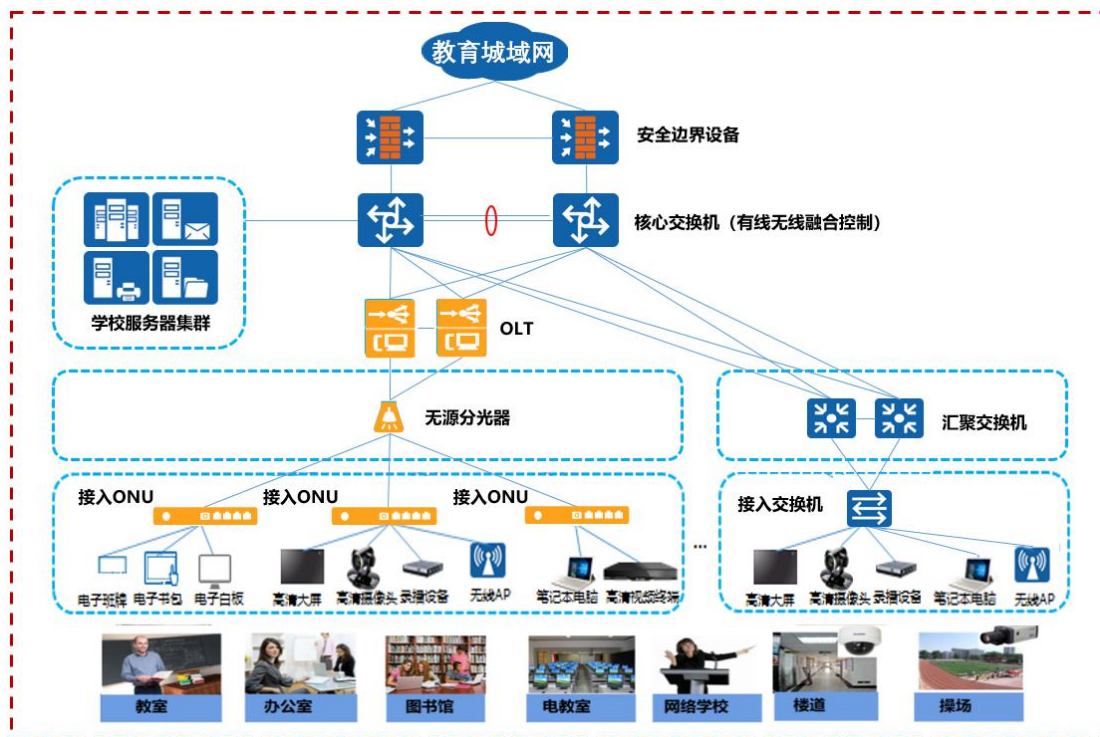 教育城域网
安全边界设备
核心交换机（有线无线融合控制）
学校服务器集群
OLT
无源分光器
汇聚交换机
接入ONU
接入ONU
接入ONU
接入交换机
...
电子班牌
电子书包
电子白板
高清大屏
高清摄像头
录播设备
无线AP
笔记本电脑
高清视频终端
高清大屏
高清摄像头
录播设备
笔记本电脑
无线AP
教室
办公室
图书馆
电教室
网络学校
楼道
操场